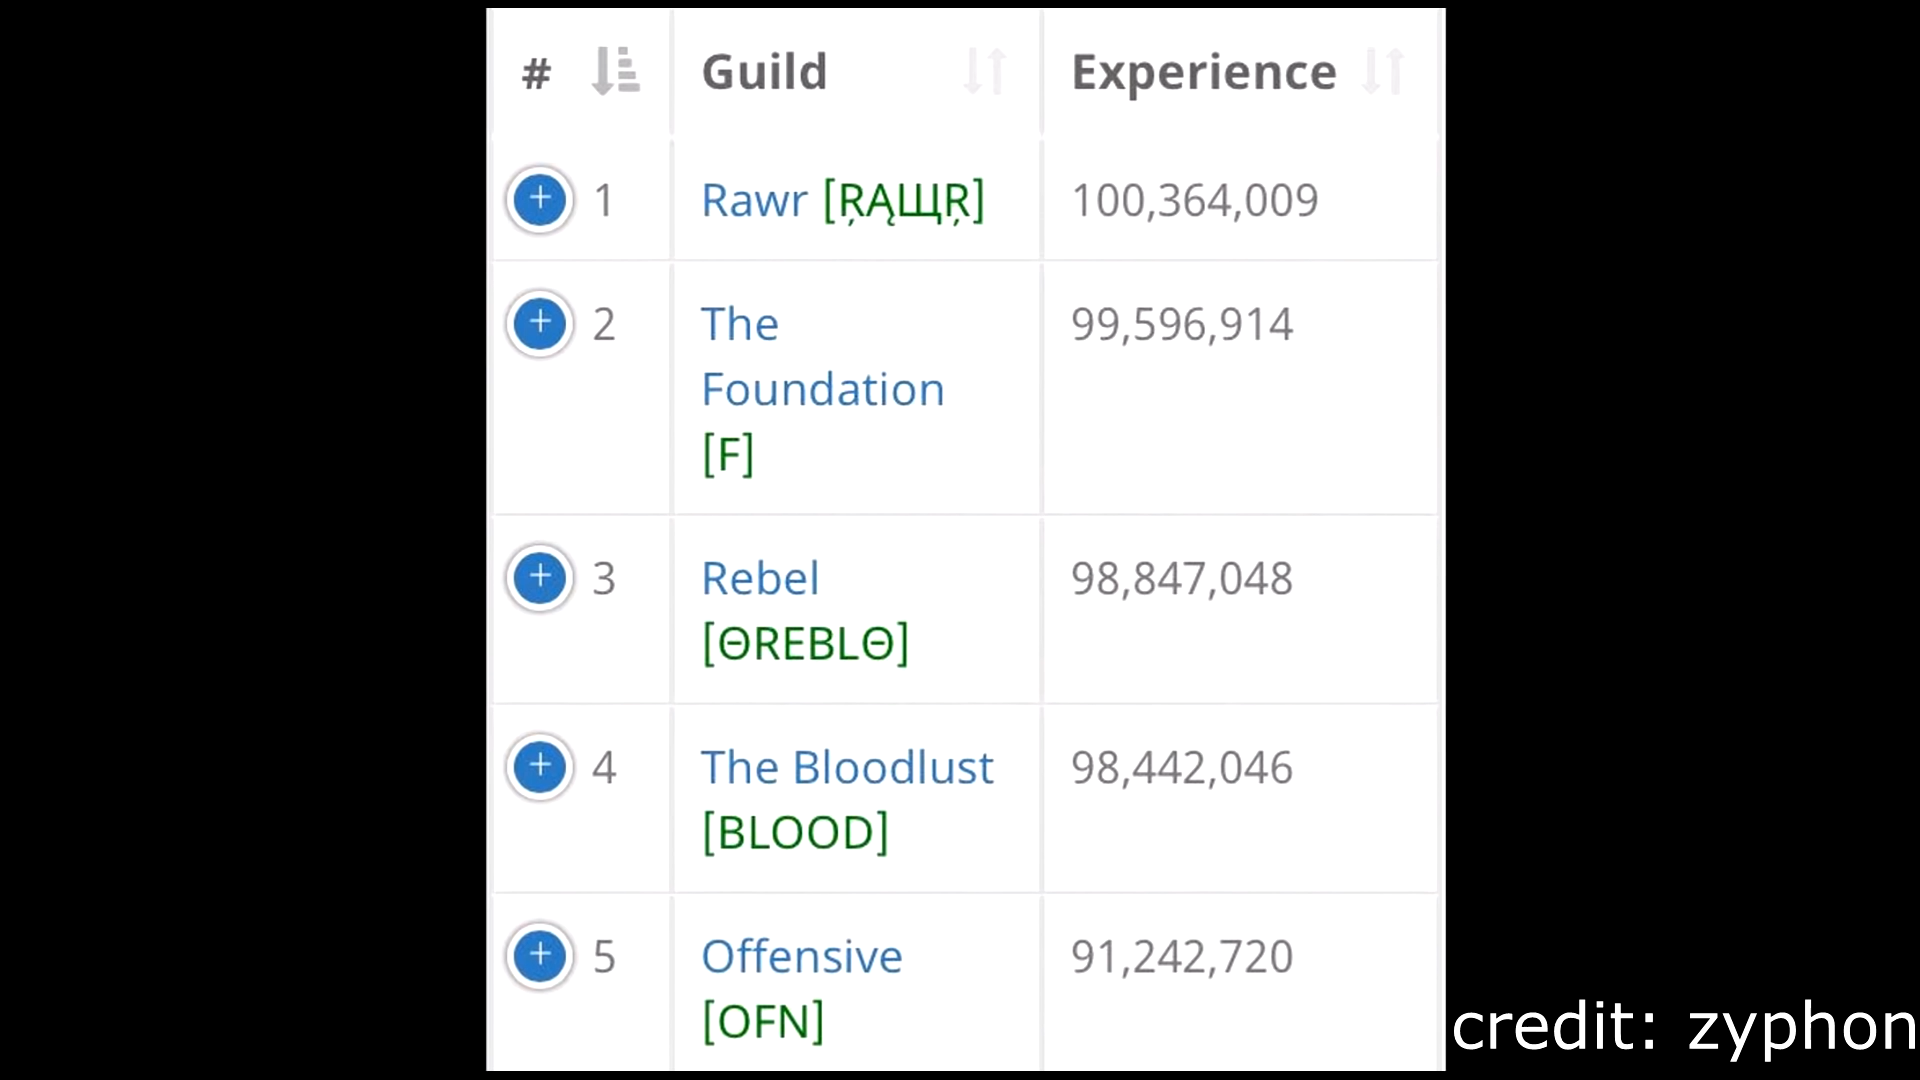 # Guild Experience
1 Rawr [ŖĄЩŖ] 100,364,009
2 The 99,596,914
Foundation
[F]
3 Rebel 98,847,048
[ΘREBLΘ]
4 The Bloodlust 98,442,046
[BLOOD]
5 Offensive 91,242,720
[OFN]
credit: zyphon